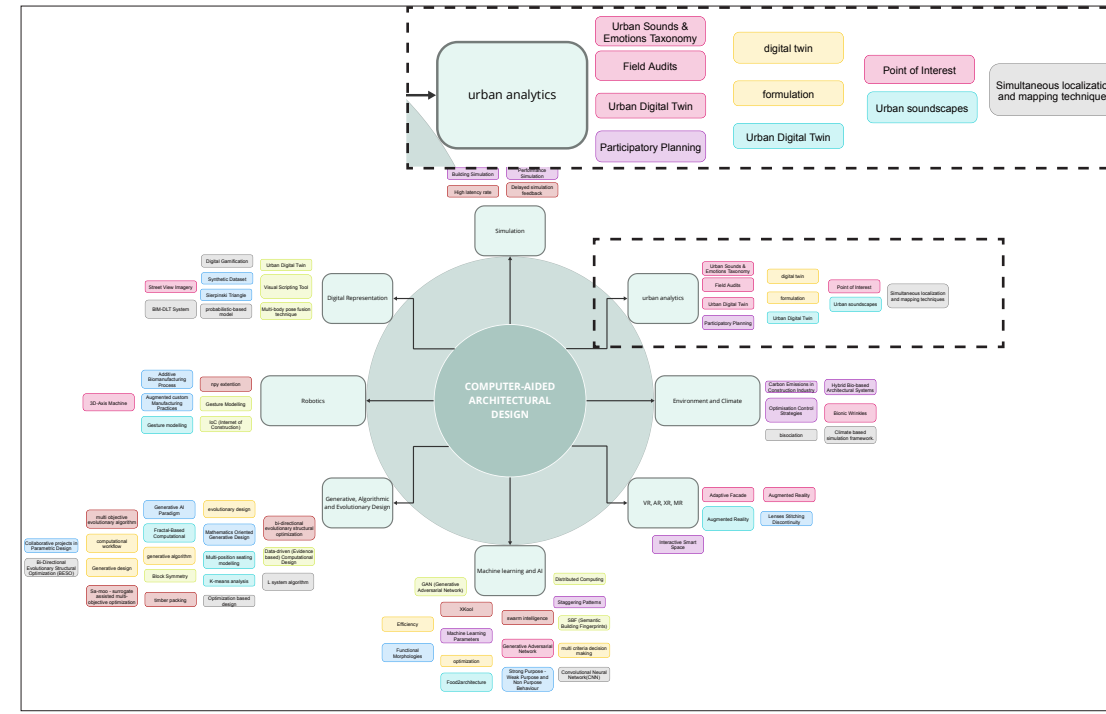 Urban Sounds &
Emotions Taxonomy
digital twin
Field Audits
Point of Interest
Simultaneous localizatio
and mapping technique
urban analytics
formulation
Urban Digital Twin
Urban soundscapes
Urban Digital Twin
Participatory Planning
Building Simulation
Performance
Simulation
High latency rate
Delayed simulation
feedback
Simulation
Digital Gamification
Urban Digital Twin
Synthetic Dataset
Street View Imagery
Visual Scripting Tool
Sierpinski Triangle
BIM-DLT System
probabilistic-based
model
Multi-body pose fusion
technique
Digital Representation
urban analytics
Urban Sounds &
Emotions Taxonomy
Field Audits
Urban Digital Twin
Participatory Planning
digital twin
formulation
Urban Digital Twin
Point of Interest
Urban soundscapes
Simultaneous localization
and mapping techniques
COMPUTER-AIDED
ARCHITECTURAL
DESIGN
Additive
Biomanufacturing
Process
npy extention
3D-Axis Machine
Augmented custom
Manufacturing
Practices
Gesture Modelling
Gesture modelling
IoC (Internet of
Construction)
Robotics
Environment and Climate
Carbon Emissions in
Construction Industry
Hybrid Bio-based
Architectural Systems
Optimisation Control
Strategies
Bionic Wrinkles
bisociation
Climate based
simulation framework.
Generative, Algorithmic
and Evolutionary Design
multi objective
evolutionary algorithm
Generative AI
Paradigm
evolutionary design
bi-directional
evolutionary structural
optimization
Collaborative projects in
Parametric Design
computational
workflow
Fractal-Based
Computational
Mathematics Oriented
Generative Design
Bi-Directional
Evolutionary Structural
Optimization (BESO)
Generative design
generative algorithm
Multi-position seating
modelling
Data-driven (Evidence
based) Computational
Design
Block Symmetry
K-means analysis
L system algorithm
Sa-moo - surrogate
assisted multi-
objective optimization
timber packing
Optimization based
design
VR, AR, XR, MR
Adaptive Facade
Augmented Reality
Augmented Reality
Lenses Stitching
Discontinuity
Interactive Smart
Space
Machine learning and AI
GAN (Generative
Adversarial Network)
Distributed Computing
XKool
Staggering Patterns
Efficiency
swarm intelligence
SBF (Semantic
Building Fingerprints)
Machine Learning
Parameters
Functional
Morphologies
Generative Adversarial
Network
multi criteria decision
making
optimization
Food2architecture
Strong Purpose -
Weak Purpose and
Non Purpose
Behaviour
Convolutional Neural
Network(CNN)